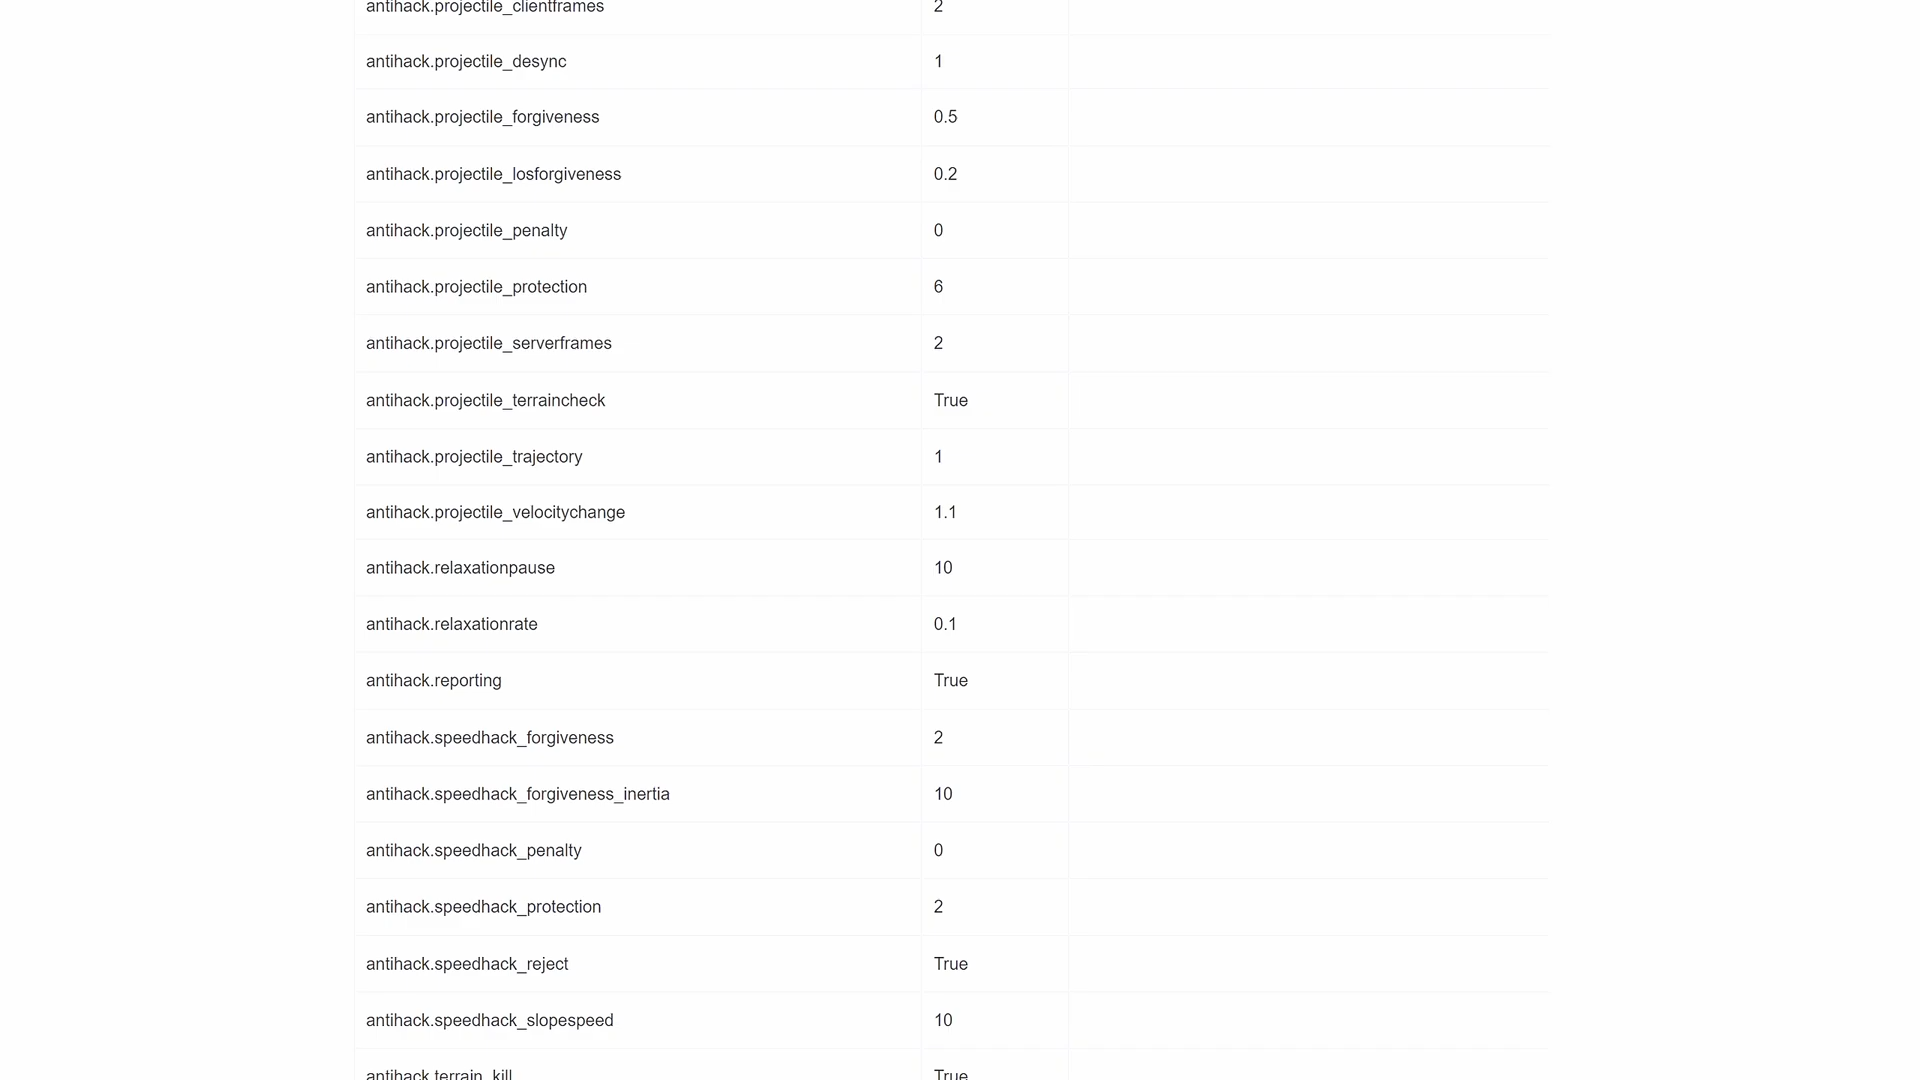 antihack.projectile_clientframes 2
antihack.projectile_desync 1
antihack.projectile_forgiveness 0.5
antihack.projectile_losforgiveness 0.2
antihack.projectile_penalty 0
antihack.projectile_protection 6
antihack.projectile_serverframes 2
antihack.projectile_terraincheck True
antihack.projectile_trajectory 1
antihack.projectile_velocitychange 1.1
antihack.relaxationpause 10
antihack.relaxationrate 0.1
antihack.reporting True
antihack.speedhack_forgiveness 2
antihack.speedhack_forgiveness_inertia 10
antihack.speedhack_penalty 0
antihack.speedhack_protection 2
antihack.speedhack_reject True
antihack.speedhack_slopespeed 10
antihack.terrain_kill True